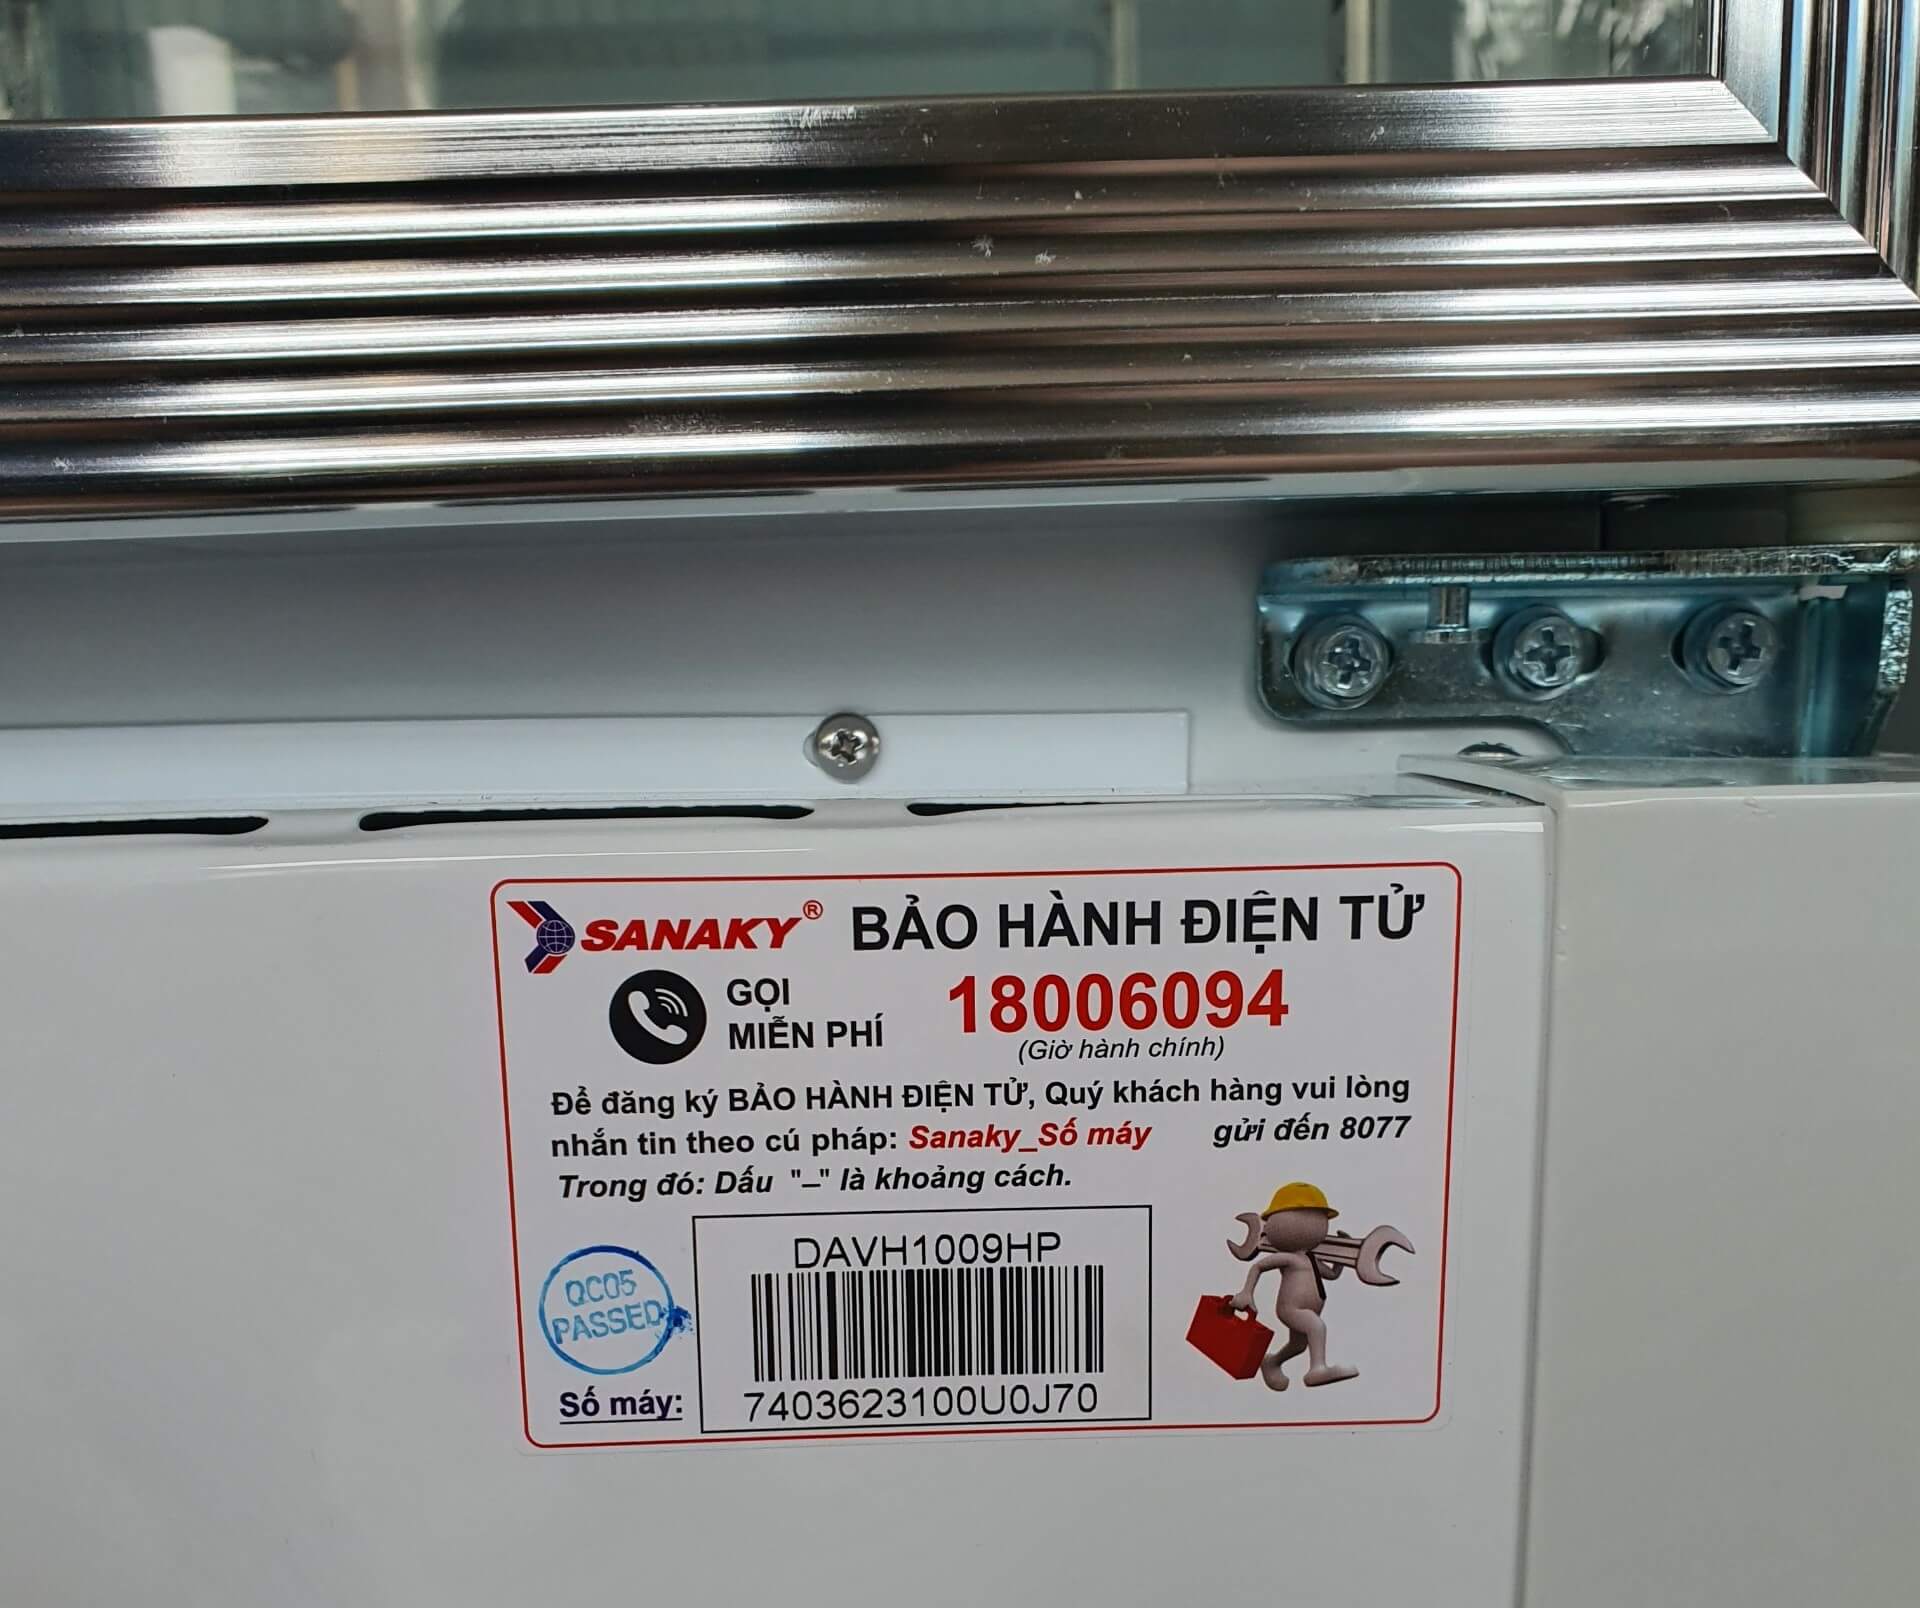 SANAKY® BẢO HÀNH ĐIỆN TỬ
GỌI
MIỄN PHÍ
18006094
(Giờ hành chính)
Để đăng ký BẢO HÀNH ĐIỆN TỬ, Quý khách hàng vui lòng
nhắn tin theo cú pháp: Sanaky_Số máy gửi đến 8077
Trong đó: Dấu "_" là khoảng cách.
DAVH1009HP
QC05
PASSED
Số máy: 7403623100U0J70